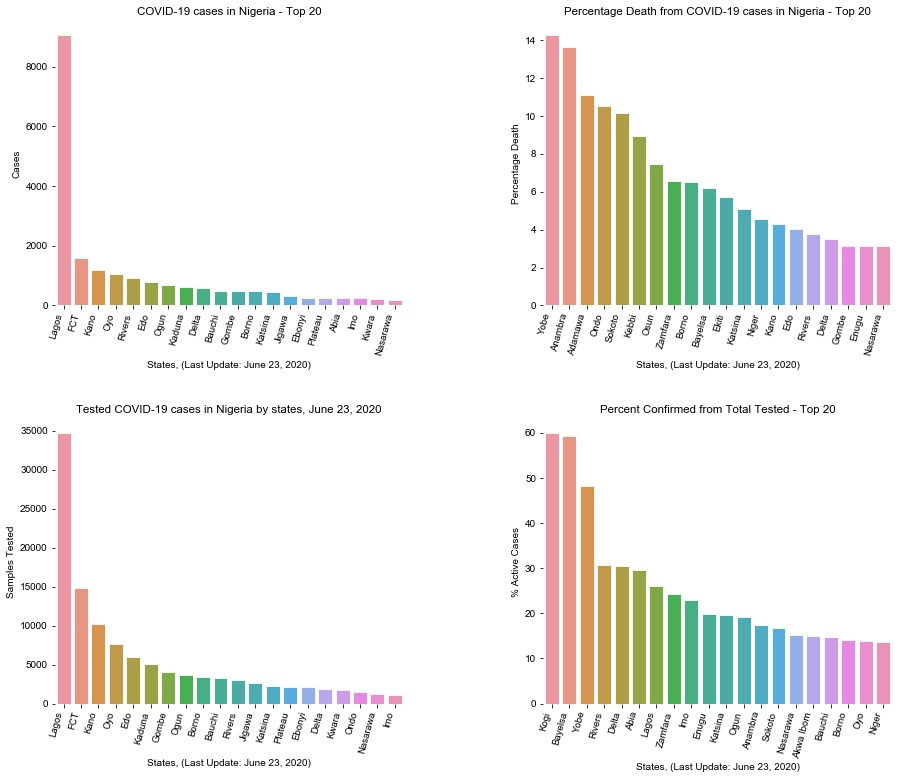 COVID-19 cases in Nigeria - Top 20
Cases
8000
6000
4000
2000
0
Lagos FCT Kano Oyo Rivers Edo Ogun Kaduna Delta Bauchi Gombe Borno Katsina Jigawa Ebonyi Plateau Abia Imo Kwara Nasarawa
States, (Last Update: June 23, 2020)
Percentage Death from COVID-19 cases in Nigeria - Top 20
Percentage Death
14
12
10
8
6
4
2
0
Yobe Anambra Adamawa Ondo Sokoto Kebbi Osun Zamfara Borno Bayelsa Ekiti Katsina Niger Kano Edo Rivers Delta Gombe Enugu Nasarawa
States, (Last Update: June 23, 2020)
Tested COVID-19 cases in Nigeria by states, June 23, 2020
Samples Tested
35000
30000
25000
20000
15000
10000
5000
0
Lagos FCT Kano Oyo Edo Kaduna Gombe Ogun Borno Bauchi Rivers Jigawa Katsina Plateau Ebonyi Delta Kwara Ondo Nasarawa Imo
States, (Last Update: June 23, 2020)
Percent Confirmed from Total Tested - Top 20
% Active Cases
60
50
40
30
20
10
0
Kogi Bayelsa Yobe Rivers Delta Abia Lagos Zamfara Imo Enugu Katsina Ogun Anambra Sokoto Nasarawa Akwa Ibom Bauchi Borno Oyo Niger
States, (Last Update: June 23, 2020)